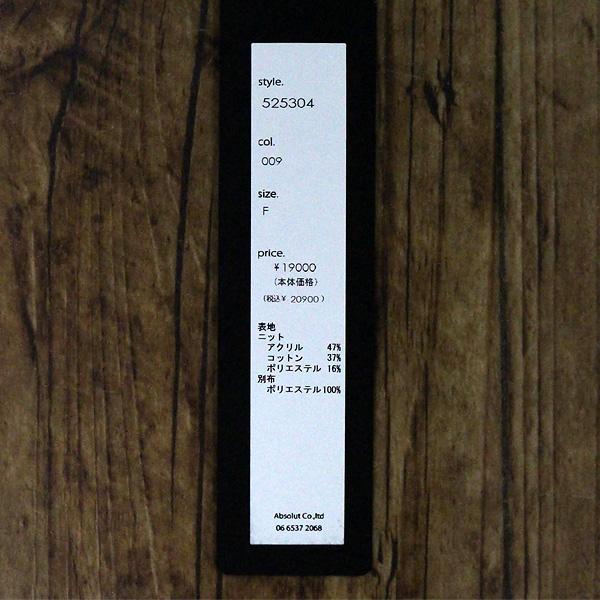 style.
525304
col.
009
size.
F
price.
¥19000
(本体価格)
(税込¥ 20900)
表地
ニット
アクリル 47%
コットン 37%
ポリエステル 16%
別布
ポリエステル100%
Absolut Co.,ltd
06 6537 2068